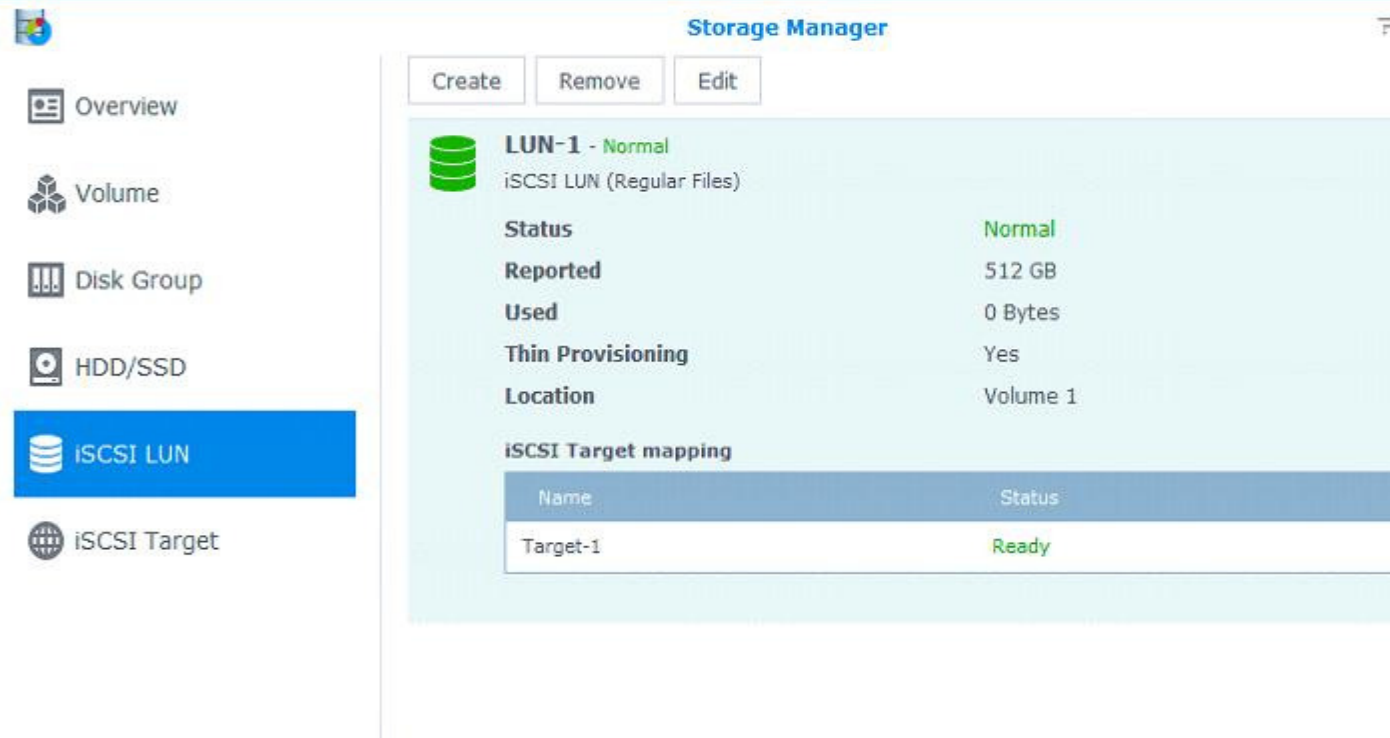 Storage Manager
Overview
Volume
Disk Group
HDD/SSD
iSCSI LUN
iSCSI Target
Create Remove Edit
LUN-1 - Normal
iSCSI LUN (Regular Files)
Status Normal
Reported 512 GB
Used 0 Bytes
Thin Provisioning Yes
Location Volume 1
iSCSI Target mapping
Name Status
Target-1 Ready